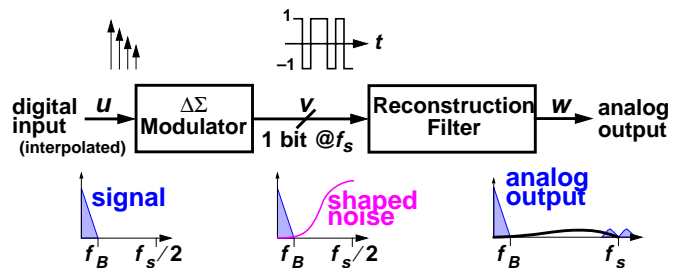 1
−1
t
digital
input
(interpolated)
u
ΔΣ
Modulator
v
1 bit @fs
Reconstruction
Filter
w
analog
output
signal
fB
fs/2
shaped
noise
fB
fs/2
analog
output
fB
fs